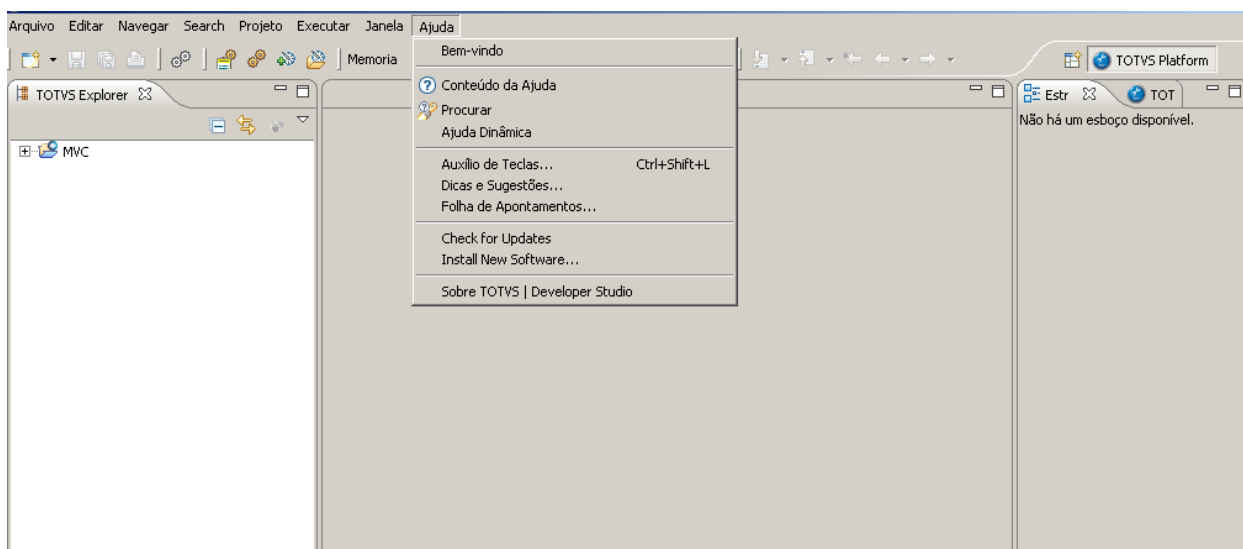 Arquivo Editar Navegar Search Projeto Executar Janela Ajuda
Memoria
TOTVS Platform
TOTVS Explorer
MVC
Bem-vindo
Conteúdo da Ajuda
Procurar
Ajuda Dinâmica
Auxílio de Teclas... Ctrl+Shift+L
Dicas e Sugestões...
Folha de Apontamentos...
Check for Updates
Install New Software...
Sobre TOTVS | Developer Studio
Estr TOT
Não há um esboço disponível.